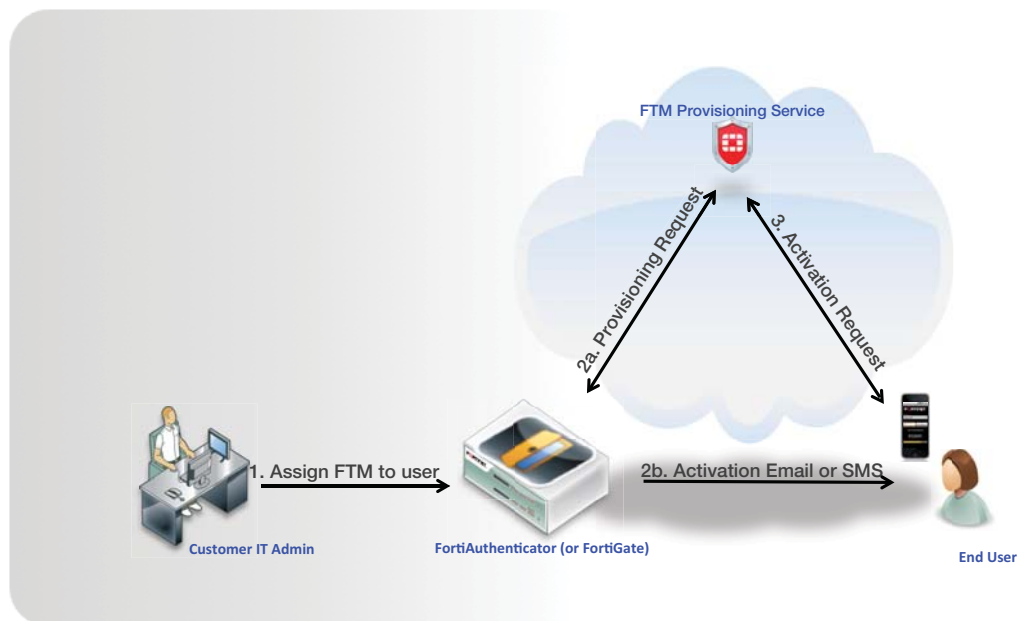 FTM Provisioning Service
2a. Provisioning Request
3. Activation Request
1. Assign FTM to user
2b. Activation Email or SMS
Customer IT Admin
FortiAuthenticator (or FortiGate)
End User